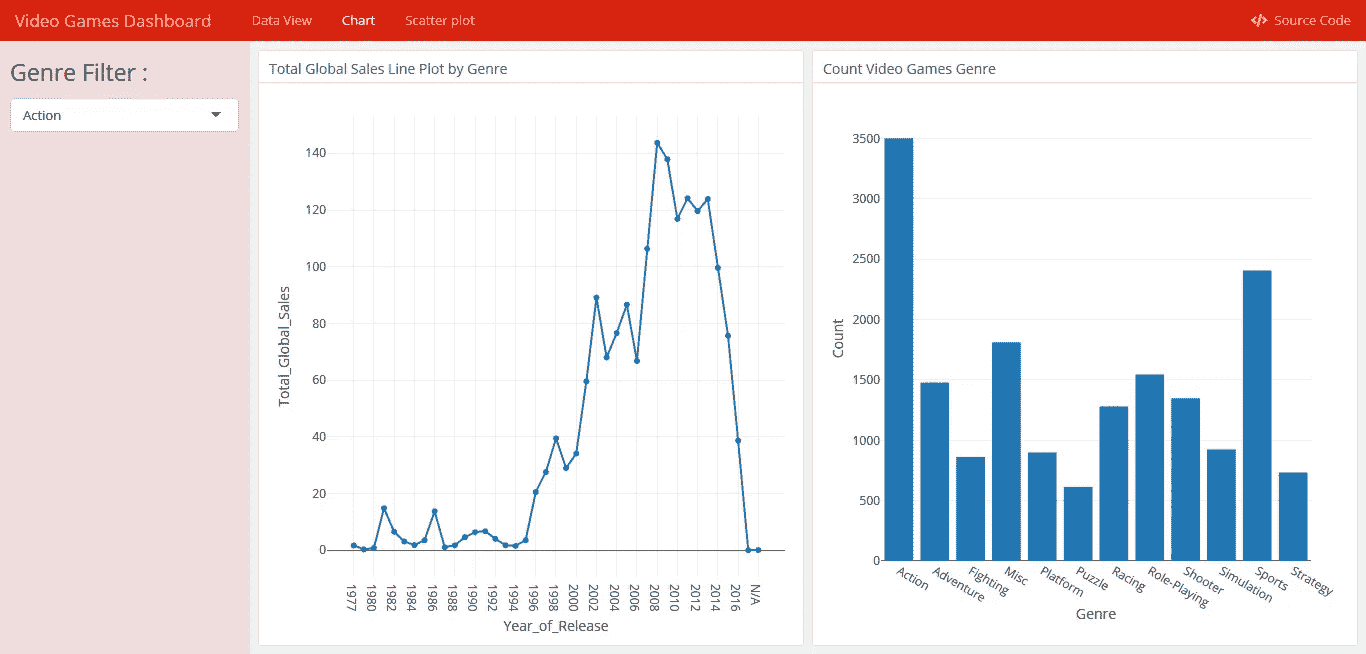 Video Games Dashboard Data View Chart Scatter plot Source Code
Genre Filter :
Action
Total Global Sales Line Plot by Genre
140
120
100
80
60
40
20
0
Total_Global_Sales
1977 1980 1982 1984 1986 1988 1990 1992 1994 1996 1998 2000 2002 2004 2006 2008 2010 2012 2014 2016 N/A
Year_of_Release
Count Video Games Genre
3500
3000
2500
2000
1500
1000
500
0
Count
Action Adventure Fighting Misc Platform Puzzle Racing Role-Playing Shooter Simulation Sports Strategy
Genre